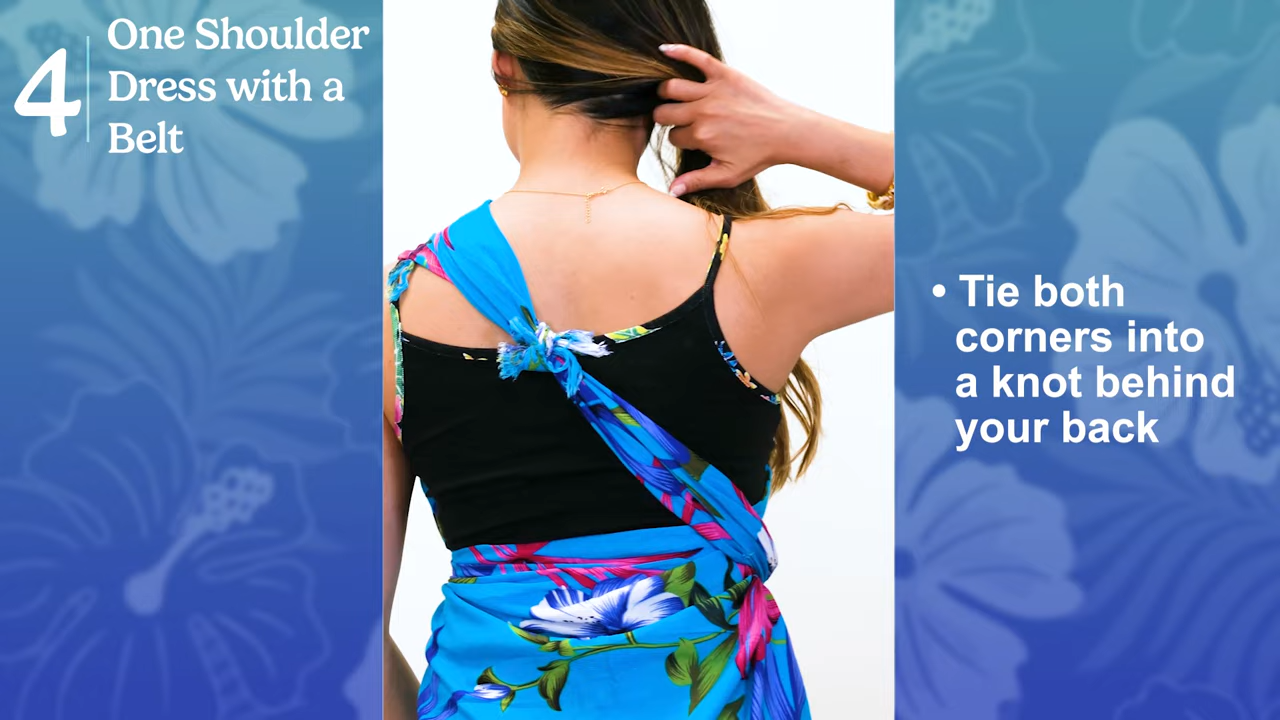 4
One Shoulder
Dress with a
Belt
• Tie both
corners into
a knot behind
your back